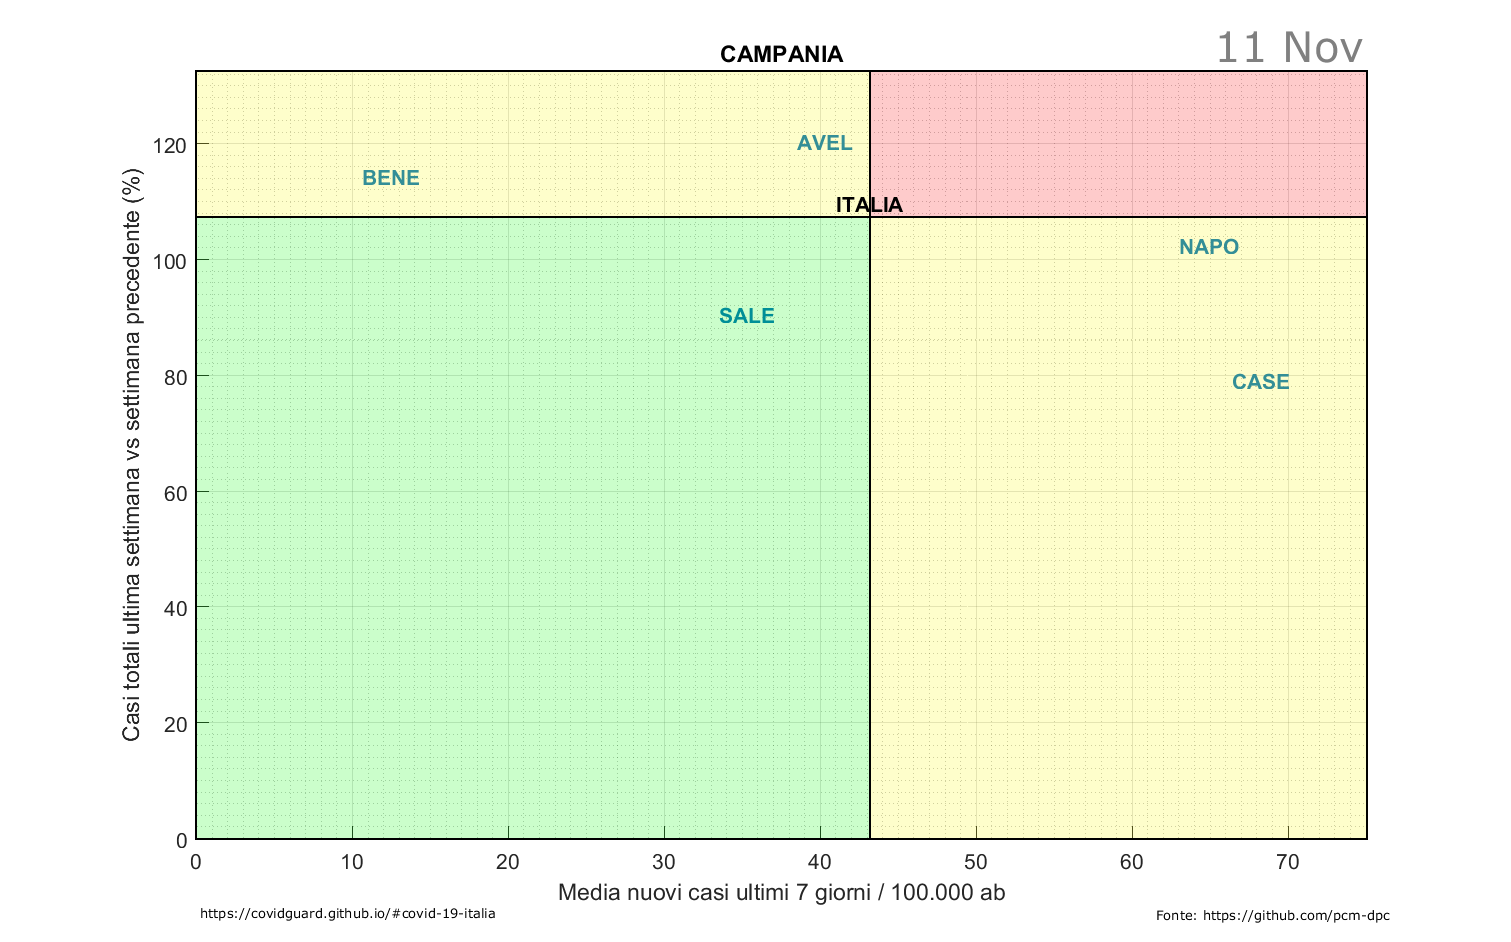 11 Nov
CAMPANIA
120
AVEL
BENE
ITALIA
NAPO
100
SALE
80
CASE
60
40
20
0
Casi totali ultima settimana vs settimana precedente (%)
0 10 20 30 40 50 60 70
Media nuovi casi ultimi 7 giorni / 100.000 ab
https://covidguard.github.io/#covid-19-italia
Fonte: https://github.com/pcm-dpc